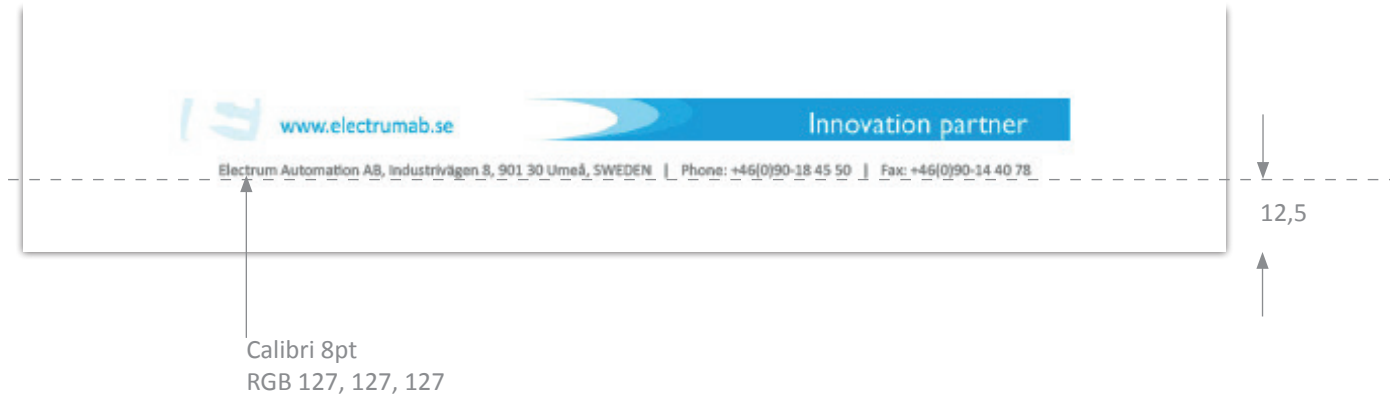 www.electrumab.se
Innovation partner
Electrum Automation AB, Industrivägen 8, 901 30 Umeå, SWEDEN | Phone: +46(0)90-18 45 50 | Fax: +46(0)90-14 40 78
12,5
Calibri 8pt
RGB 127, 127, 127